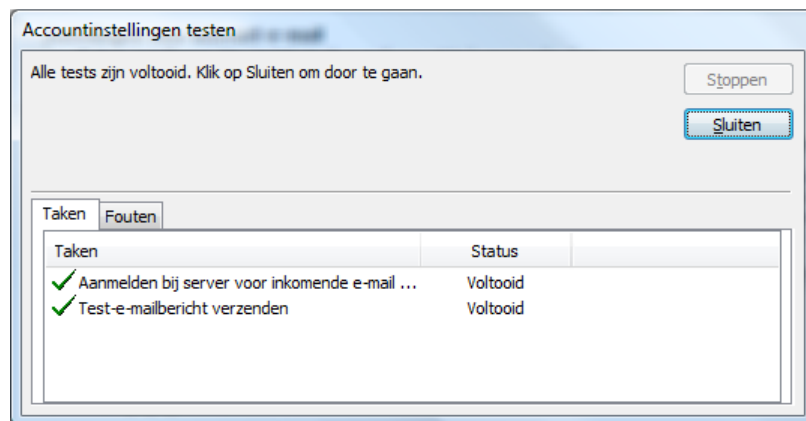 Accountinstellingen testen
Alle tests zijn voltooid. Klik op Sluiten om door te gaan.
Stoppen
Sluiten
Taken Fouten
Taken Status
Aanmelden bij server voor inkomende e-mail ... Voltooid
Test-e-mailbericht verzenden Voltooid